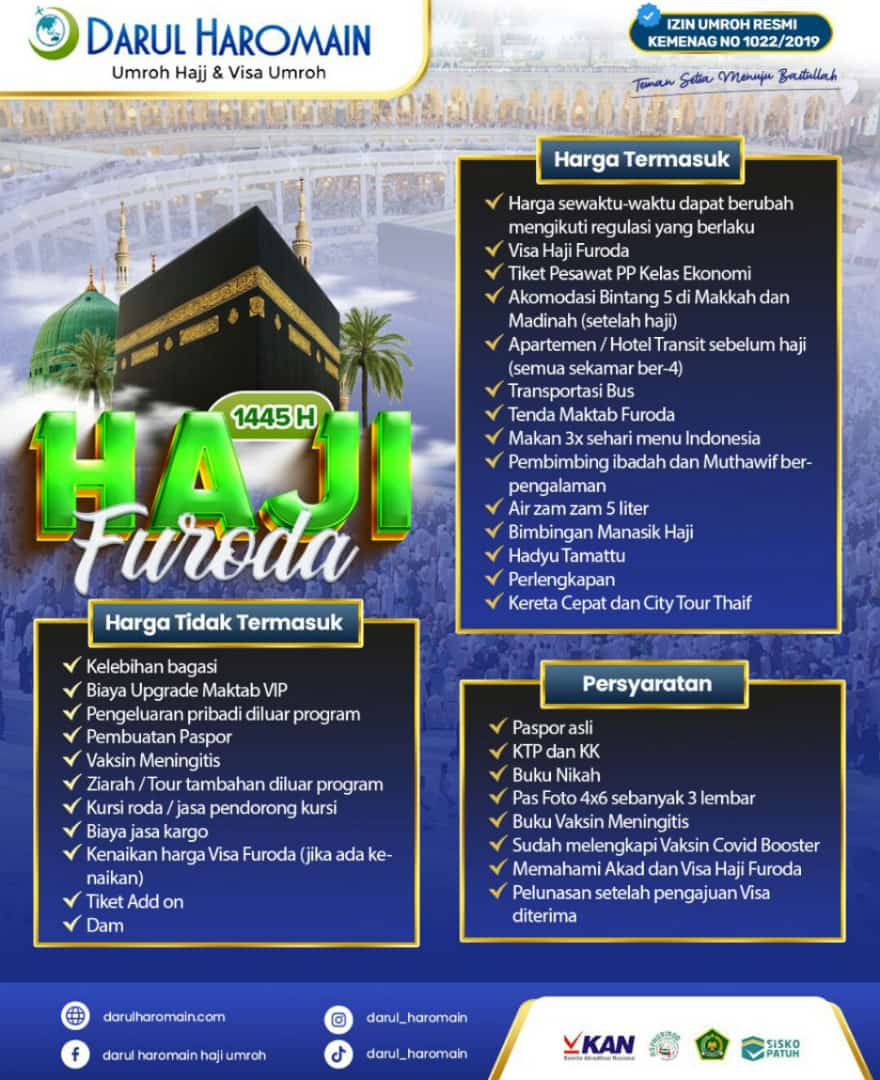 DARUL HAROMAIN
Umroh Hajj & Visa Umroh
IZIN UMROH RESMI
KEMENAG NO 1022/2019
Teman Setia Menuju Baitullah
1445 H
HAJI
Furoda
Harga Termasuk
Harga sewaktu-waktu dapat berubah
mengikuti regulasi yang berlaku
Visa Haji Furoda
Tiket Pesawat PP Kelas Ekonomi
Akomodasi Bintang 5 di Makkah dan
Madinah (setelah haji)
Apartemen / Hotel Transit sebelum haji
(semua sekamar ber-4)
Transportasi Bus
Tenda Maktab Furoda
Makan 3x sehari menu Indonesia
Pembimbing ibadah dan Muthawif ber-
pengalaman
Air zam zam 5 liter
Bimbingan Manasik Haji
Hadyu Tamattu
Perlengkapan
Kereta Cepat dan City Tour Thaif
Harga Tidak Termasuk
Kelebihan bagasi
Biaya Upgrade Maktab VIP
Pengeluaran pribadi diluar program
Pembuatan Paspor
Vaksin Meningitis
Ziarah / Tour tambahan diluar program
Kursi roda / jasa pendorong kursi
Biaya jasa kargo
Kenaikan harga Visa Furoda (jika ada ke-
naikan)
Tiket Add on
Dam
Persyaratan
Paspor asli
KTP dan KK
Buku Nikah
Pas Foto 4x6 sebanyak 3 lembar
Buku Vaksin Meningitis
Sudah melengkapi Vaksin Covid Booster
Memahami Akad dan Visa Haji Furoda
Pelunasan setelah pengajuan Visa
diterima
darulharomain.com
darul haromain haji umroh
darul_haromain
darul_haromain
KAN
Komite Akreditasi Nasional
SISKO
PATUH